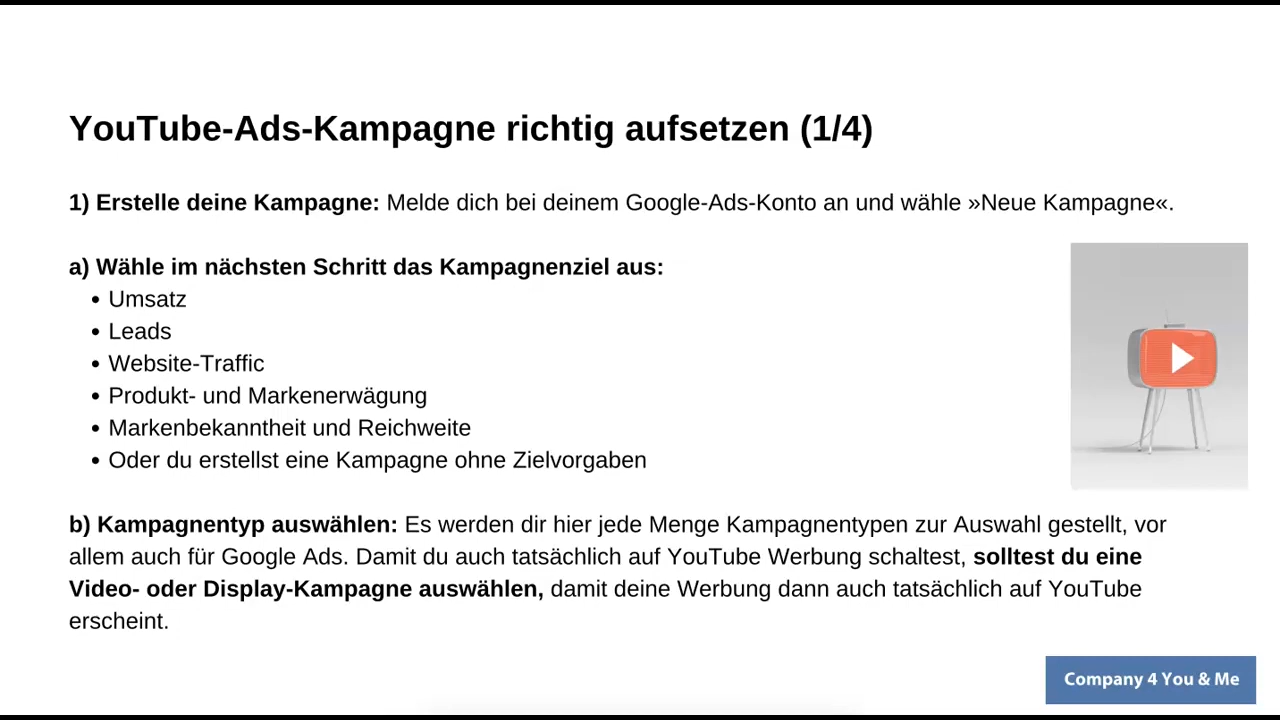 YouTube-Ads-Kampagne richtig aufsetzen (1/4)
1) Erstelle deine Kampagne: Melde dich bei deinem Google-Ads-Konto an und wähle »Neue Kampagne«.
a) Wähle im nächsten Schritt das Kampagnenziel aus:
• Umsatz
• Leads
• Website-Traffic
• Produkt- und Markenerwägung
• Markenbekanntheit und Reichweite
• Oder du erstellst eine Kampagne ohne Zielvorgaben
b) Kampagnentyp auswählen: Es werden dir hier jede Menge Kampagnentypen zur Auswahl gestellt, vor
allem auch für Google Ads. Damit du auch tatsächlich auf YouTube Werbung schaltest, solltest du eine
Video- oder Display-Kampagne auswählen, damit deine Werbung dann auch tatsächlich auf YouTube
erscheint.
Company 4 You & Me